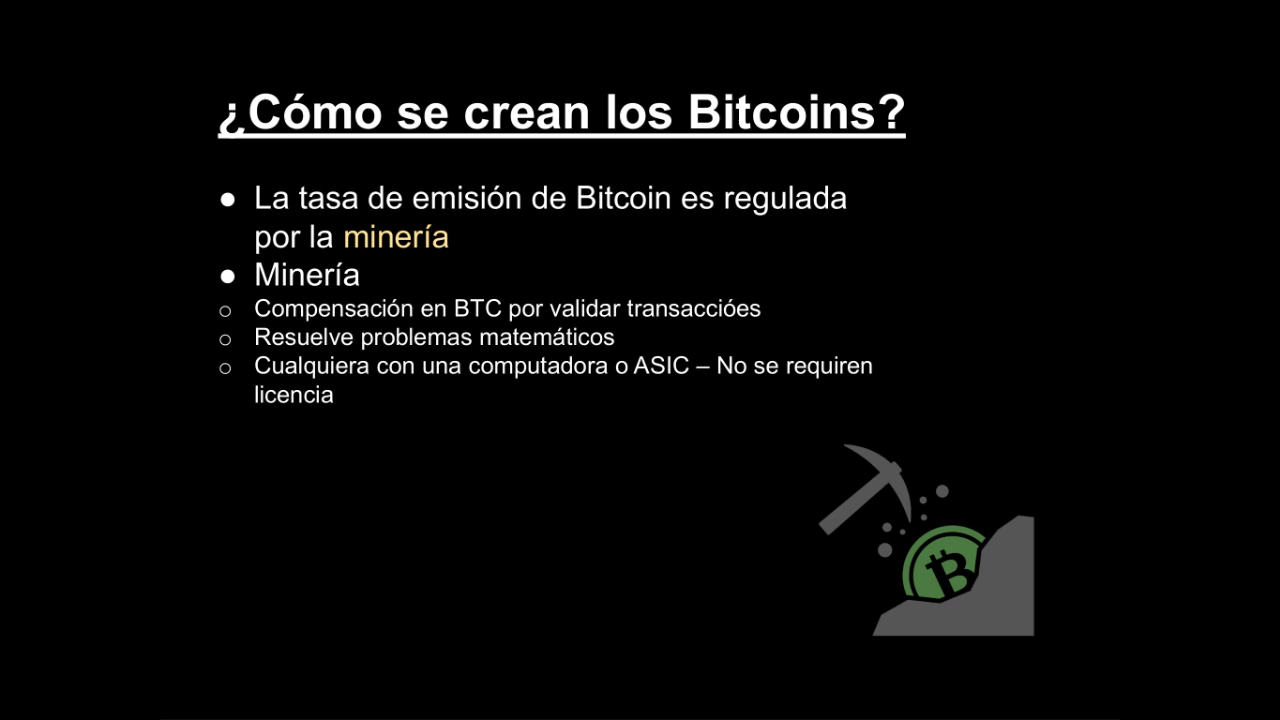 ¿Cómo se crean los Bitcoins?
● La tasa de emisión de Bitcoin es regulada
por la minería
● Minería
o Compensación en BTC por validar transaccióes
o Resuelve problemas matemáticos
o Cualquiera con una computadora o ASIC – No se requiren
licencia